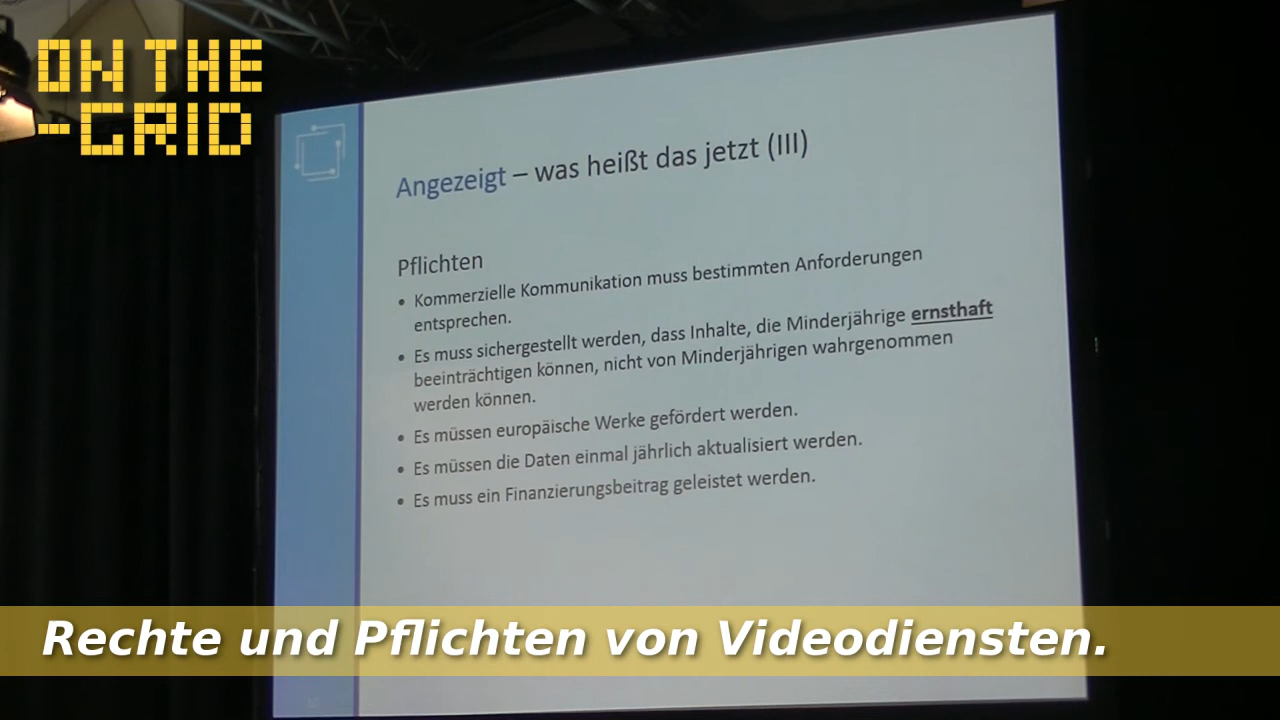 ON THE
-GRID
Angezeigt – was heißt das jetzt (III)
Pflichten
• Kommerzielle Kommunikation muss bestimmten Anforderungen
entsprechen.
• Es muss sichergestellt werden, dass Inhalte, die Minderjährige ernsthaft
beeinträchtigen können, nicht von Minderjährigen wahrgenommen
werden können.
• Es müssen europäische Werke gefördert werden.
• Es müssen die Daten einmal jährlich aktualisiert werden.
• Es muss ein Finanzierungsbeitrag geleistet werden.
Rechte und Pflichten von Videodiensten.